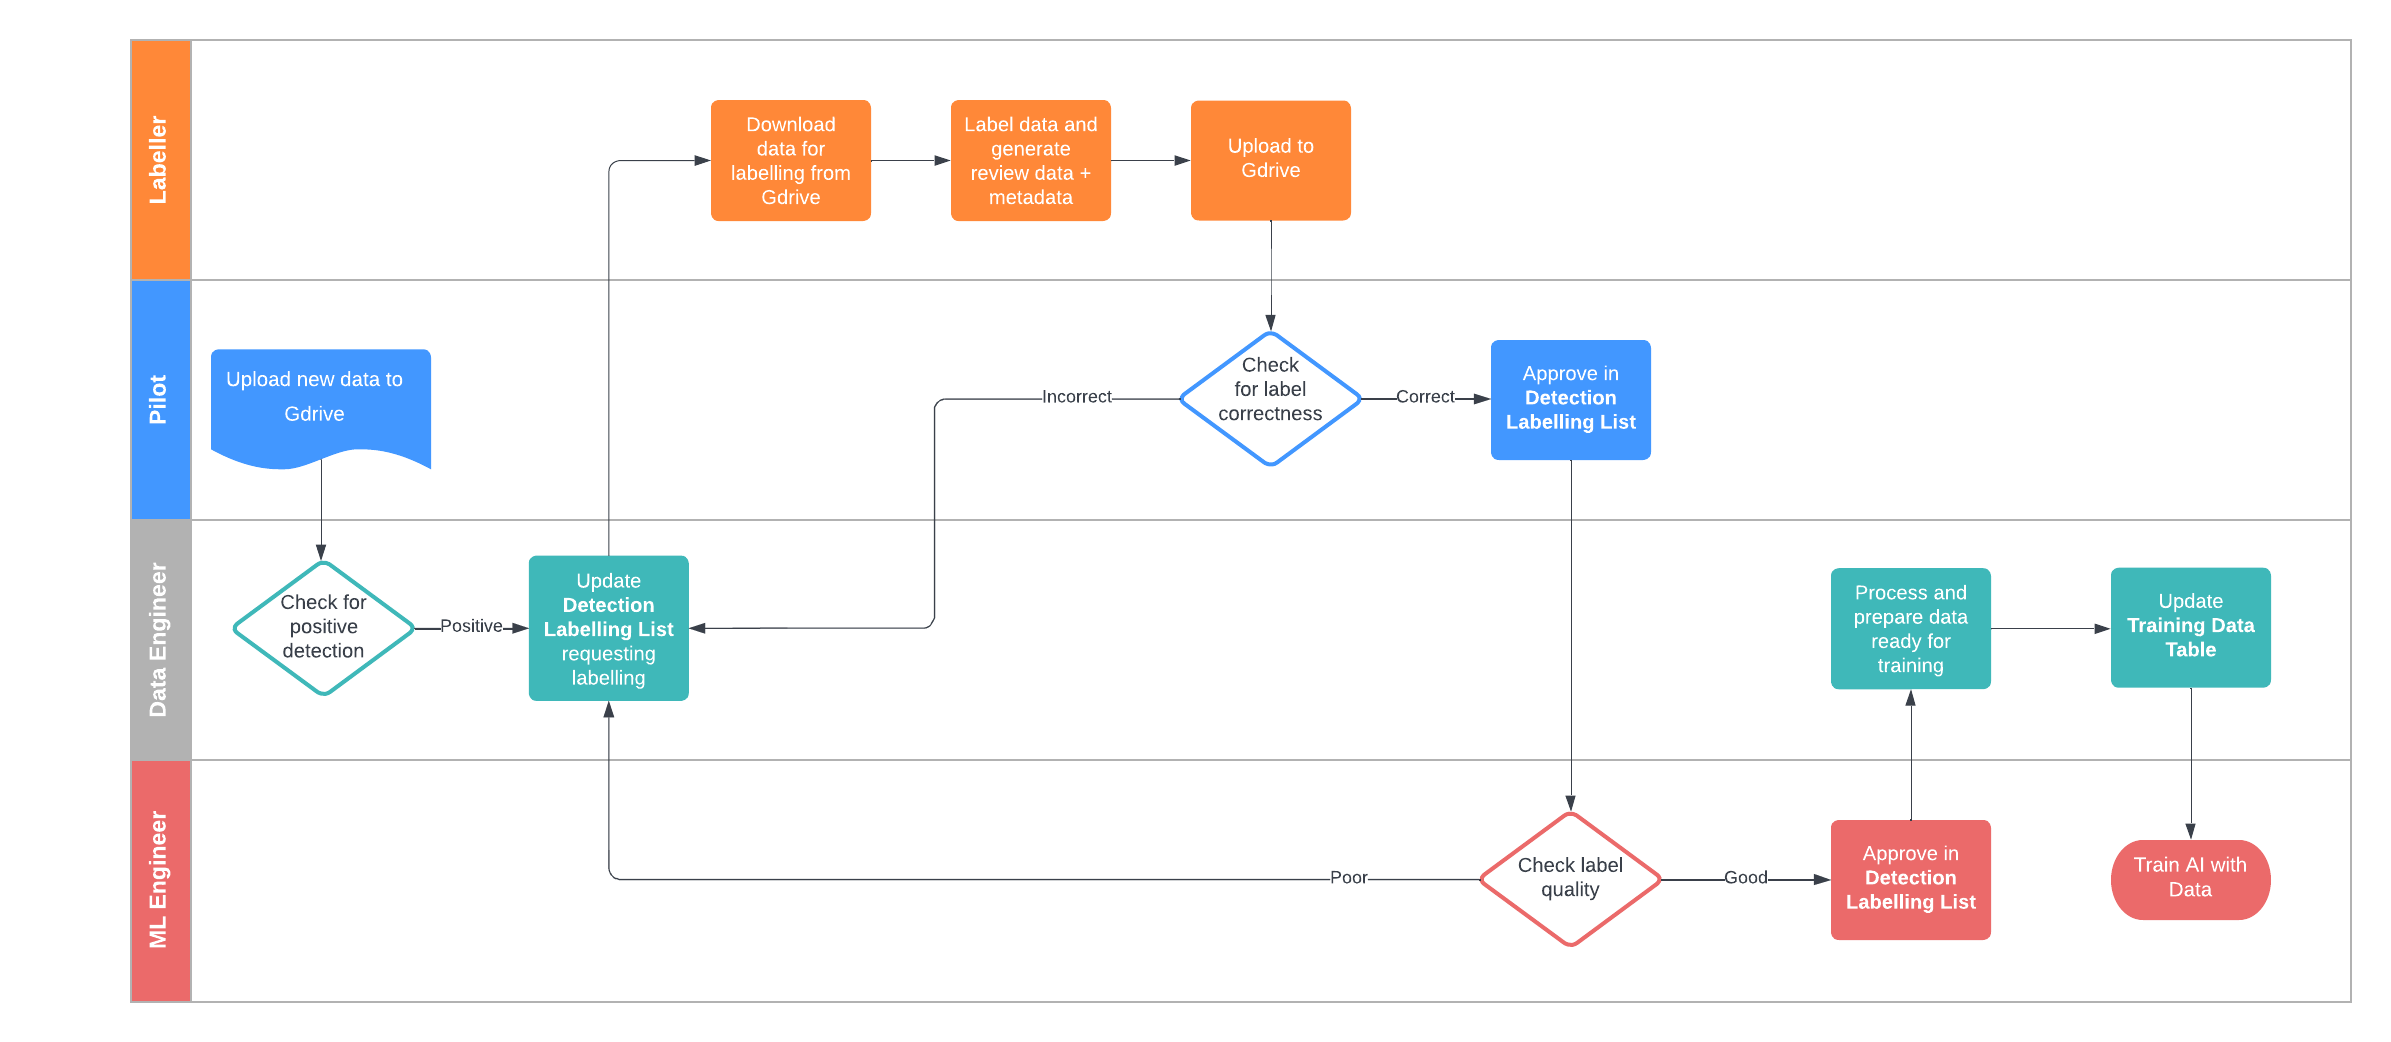 Labeller
Download
data for
labelling from
Gdrive
Label data and
generate
review data +
metadata
Upload to
Gdrive
Pilot
Upload new data to
Gdrive
Incorrect
Check
for label
correctness
Correct
Approve in
Detection
Labelling List
Data Engineer
Check for
positive
detection
Positive
Update
Detection
Labelling List
requesting
labelling
Process and
prepare data
ready for
training
Update
Training Data
Table
ML Engineer
Poor
Check label
quality
Good
Approve in
Detection
Labelling List
Train AI with
Data